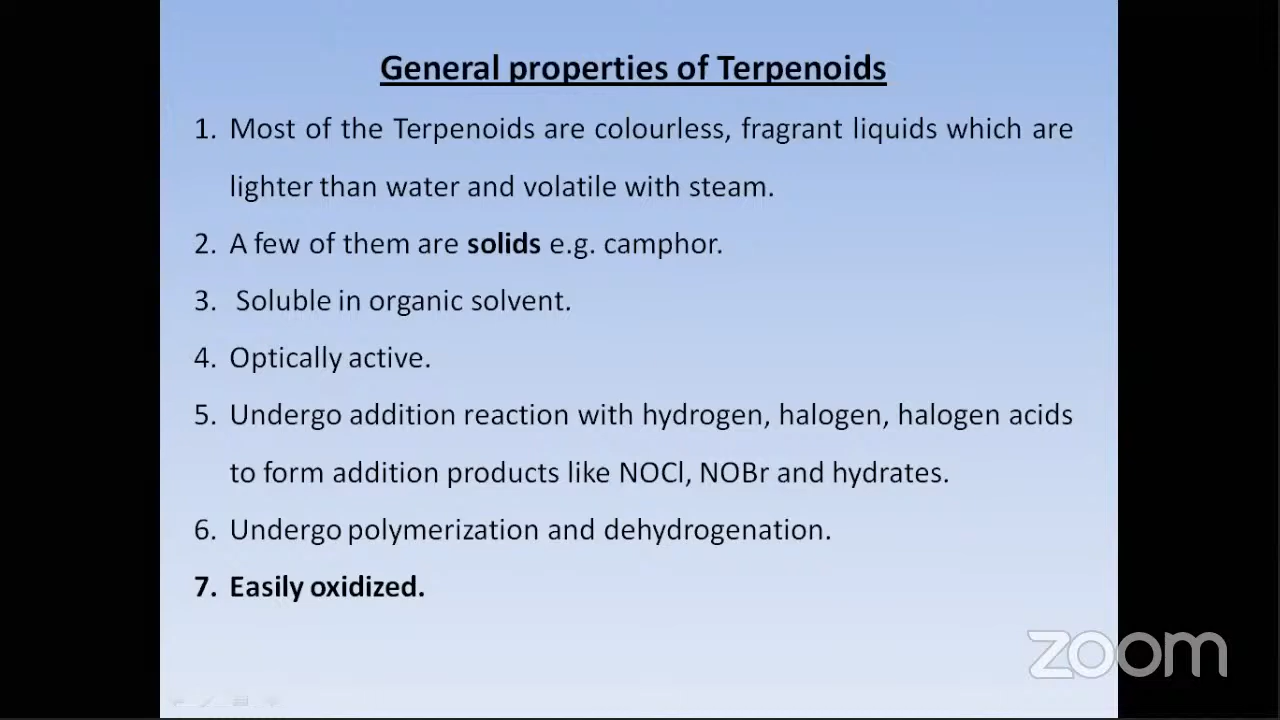 General properties of Terpenoids
1. Most of the Terpenoids are colourless, fragrant liquids which are
lighter than water and volatile with steam.
2. A few of them are solids e.g. camphor.
3. Soluble in organic solvent.
4. Optically active.
5. Undergo addition reaction with hydrogen, halogen, halogen acids
to form addition products like NOCl, NOBr and hydrates.
6. Undergo polymerization and dehydrogenation.
7. Easily oxidized.
zoom